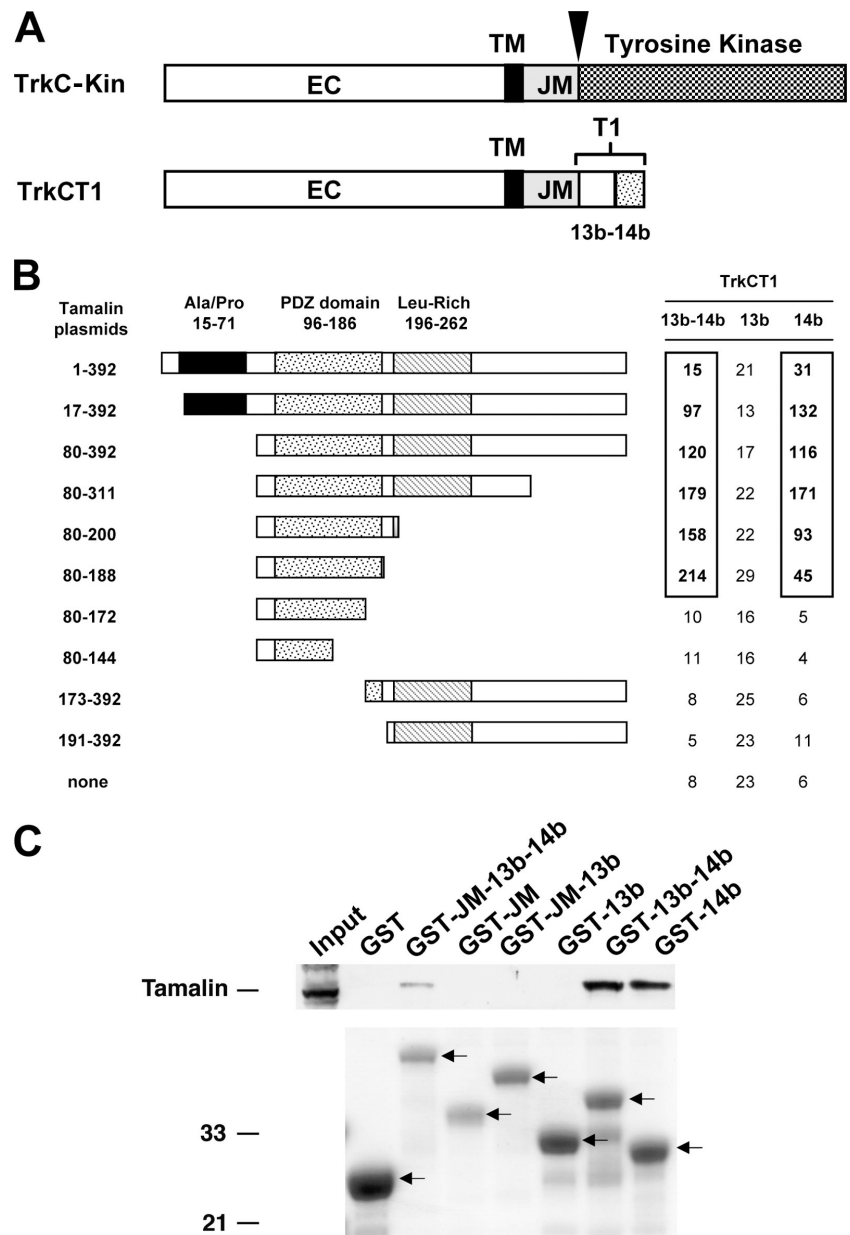 A
TM Tyrosine Kinase
TrkC-Kin EC JM
T1
TM
TrkCT1 EC JM
13b-14b
B
TrkCT1
Tamalin plasmids
Ala/Pro 15-71
PDZ domain 96-186
Leu-Rich 196-262
13b-14b 13b 14b
1-392 15 21 31
17-392 97 13 132
80-392 120 17 116
80-311 179 22 171
80-200 158 22 93
80-188 214 29 45
80-172 10 16 5
80-144 11 16 4
173-392 8 25 6
191-392 5 23 11
none 8 23 6
C
Input
GST
GST-JM-13b-14b
GST-JM
GST-JM-13b
GST-13b
GST-13b-14b
GST-14b
Tamalin —
33 —
21 —